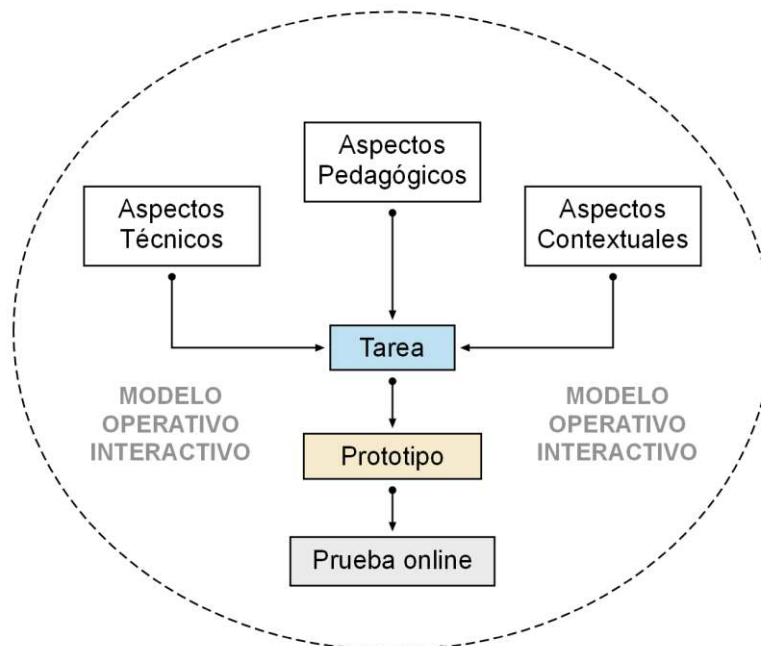 Aspectos
Pedagógicos
Aspectos
Técnicos
Aspectos
Contextuales
Tarea
MODELO
OPERATIVO
INTERACTIVO
MODELO
OPERATIVO
INTERACTIVO
Prototipo
Prueba online